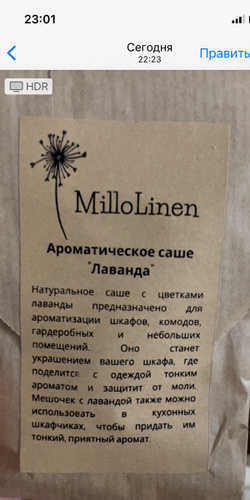 23:01
Сегодня
22:23
Править
HDR
MilloLinen
Ароматическое саше
"Лаванда"
Натуральное саше с цветками
лаванды предназначено для
ароматизации шкафов, комодов,
гардеробных и небольших
помещений. Оно станет
украшением вашего шкафа, где
поделится с одеждой тонким
ароматом и защитит от моли.
Мешочек с лавандой также можно
использовать в кухонных
шкафчиках, чтобы придать им
тонкий, приятный аромат.